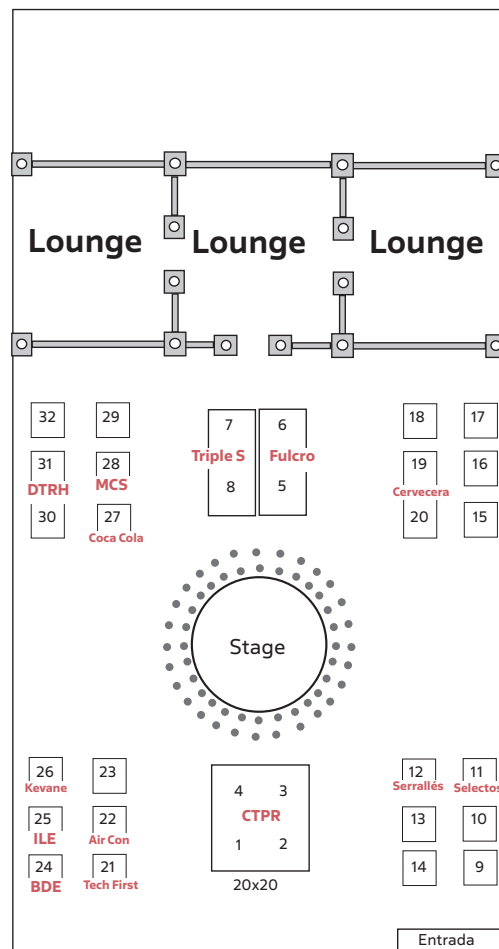 Lounge Lounge Lounge
32 29 7 6 18 17
31 28 Triple S Fulcro 19 16
DTRH MCS Cervecera
30 27 8 5 20 15
Coca Cola
Stage
26 23 4 3 12 11
Kevane Serrallés Selectos
25 22 CTPR 13 10
ILE Air Con
24 21 1 2 14 9
BDE Tech First
20x20
Entrada